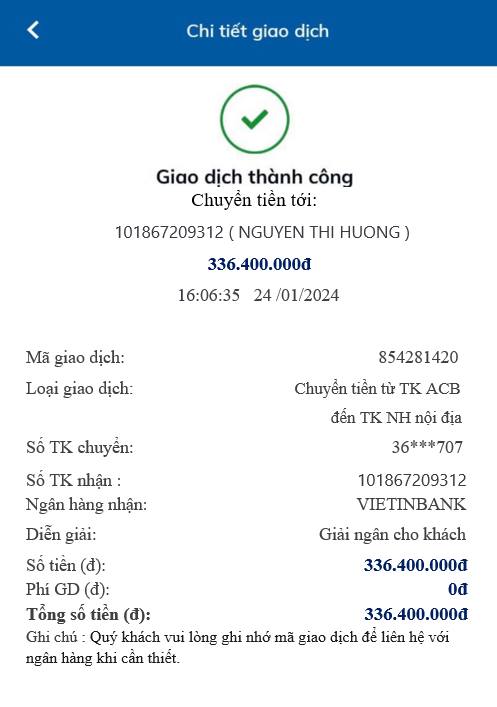 Chi tiết giao dịch
Giao dịch thành công
Chuyển tiền tới:
101867209312 ( NGUYEN THI HUONG )
336.400.000đ
16:06:35 24 /01/2024
Mã giao dịch: 854281420
Loại giao dịch: Chuyển tiền từ TK ACB
đến TK NH nội địa
Số TK chuyển: 36***707
Số TK nhận : 101867209312
Ngân hàng nhận: VIETINBANK
Diễn giải: Giải ngân cho khách
Số tiền (đ): 336.400.000đ
Phí GD (đ): 0đ
Tổng số tiền (đ): 336.400.000đ
Ghi chú : Quý khách vui lòng ghi nhớ mã giao dịch để liên hệ với
ngân hàng khi cần thiết.